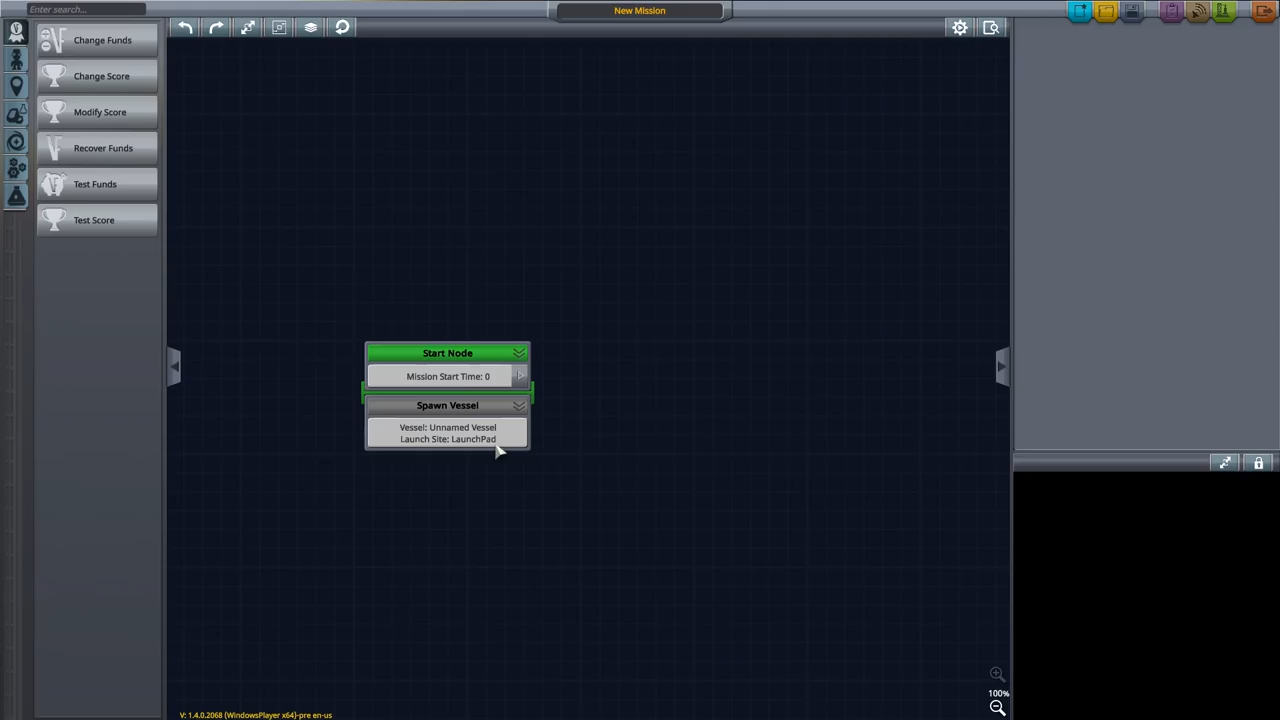 Enter search...
New Mission
Change Funds
Change Score
Modify Score
Recover Funds
Test Funds
Test Score
Start Node
Mission Start Time: 0
Spawn Vessel
Vessel: Unnamed Vessel
Launch Site: LaunchPad
100%
V: 1.4.0.2068 (WindowsPlayer x64)-pre en-us